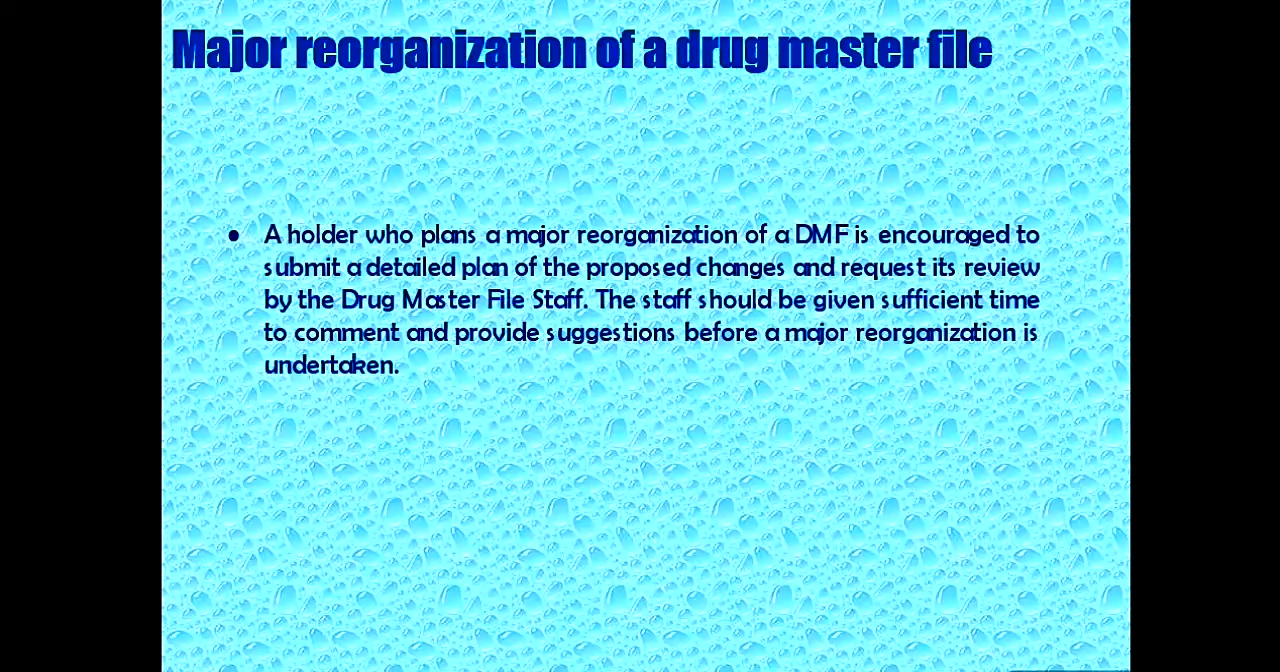 Major reorganization of a drug master file
• A holder who plans a major reorganization of a DMF is encouraged to
submit a detailed plan of the proposed changes and request its review
by the Drug Master File Staff. The staff should be given sufficient time
to comment and provide suggestions before a major reorganization is
undertaken.